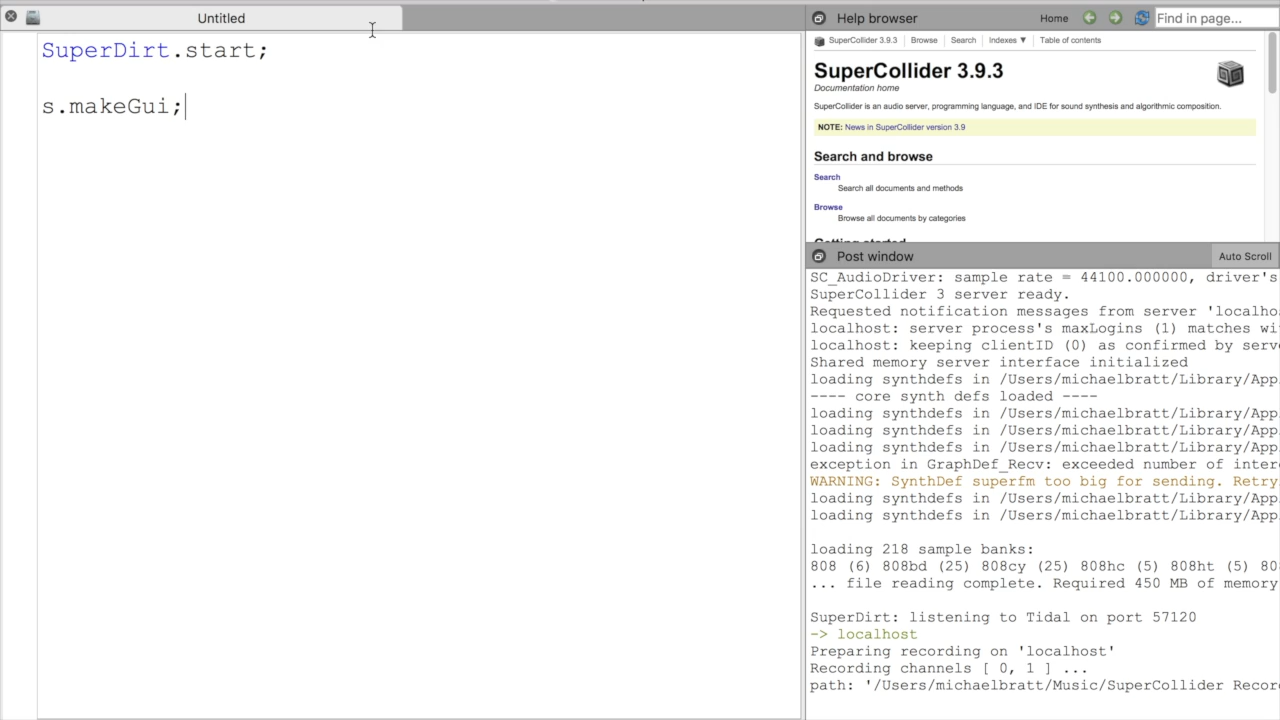 Untitled
SuperDirt.start;
s.makeGui;
Help browser
Home
Find in page...
SuperCollider 3.9.3 Browse Search Indexes ▼ Table of contents
SuperCollider 3.9.3
Documentation home
SuperCollider is an audio server, programming language, and IDE for sound synthesis and algorithmic composition.
NOTE: News in SuperCollider version 3.9
Search and browse
Search
Search all documents and methods
Browse
Browse all documents by categories
Getting started
Post window
Auto Scroll
SC_AudioDriver: sample rate = 44100.000000, driver's
SuperCollider 3 server ready.
Requested notification messages from server 'localho
localhost: server process's maxLogins (1) matches wi
localhost: keeping clientID (0) as confirmed by serv
Shared memory server interface initialized
loading synthdefs in /Users/michaelbratt/Library/App
---- core synth defs loaded ----
loading synthdefs in /Users/michaelbratt/Library/App
loading synthdefs in /Users/michaelbratt/Library/App
loading synthdefs in /Users/michaelbratt/Library/App
exception in GraphDef_Recv: exceeded number of inter
WARNING: SynthDef superfm too big for sending. Retry
loading synthdefs in /Users/michaelbratt/Library/App
loading synthdefs in /Users/michaelbratt/Library/App
loading 218 sample banks:
808 (6) 808bd (25) 808cy (25) 808hc (5) 808ht (5) 80
... file reading complete. Required 450 MB of memory
SuperDirt: listening to Tidal on port 57120
-> localhost
Preparing recording on 'localhost'
Recording channels [ 0, 1 ] ...
path: '/Users/michaelbratt/Music/SuperCollider Recor